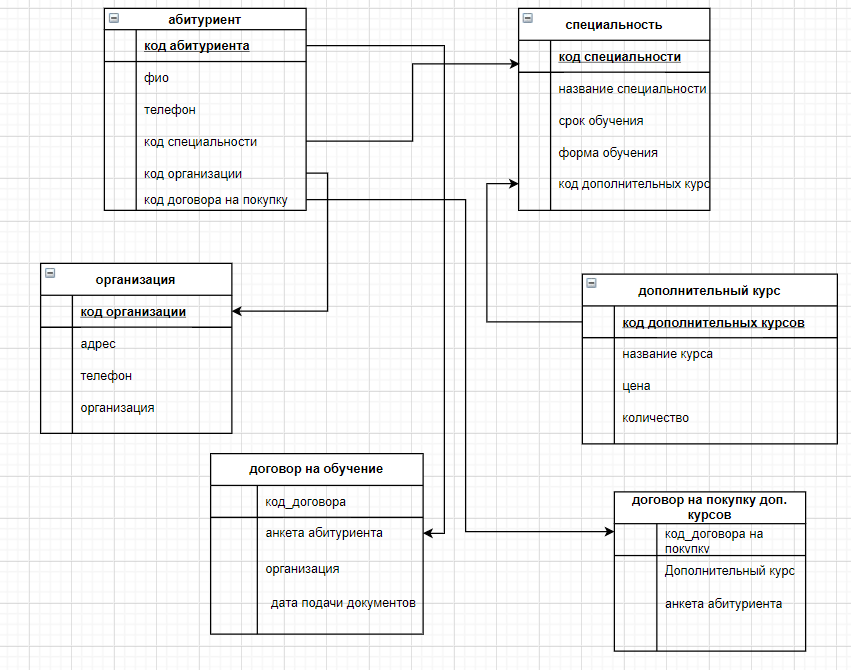 абитуриент
код абитуриента
фио
телефон
код специальности
код организации
код договора на покупку
специальность
код специальности
название специальности
срок обучения
форма обучения
код дополнительных курс
организация
код организации
адрес
телефон
организация
дополнительный курс
код дополнительных курсов
название курса
цена
количество
договор на обучение
код_договора
анкета абитуриента
организация
дата подачи документов
договор на покупку доп.
курсов
код_договора на
покупку
Дополнительный курс
анкета абитуриента